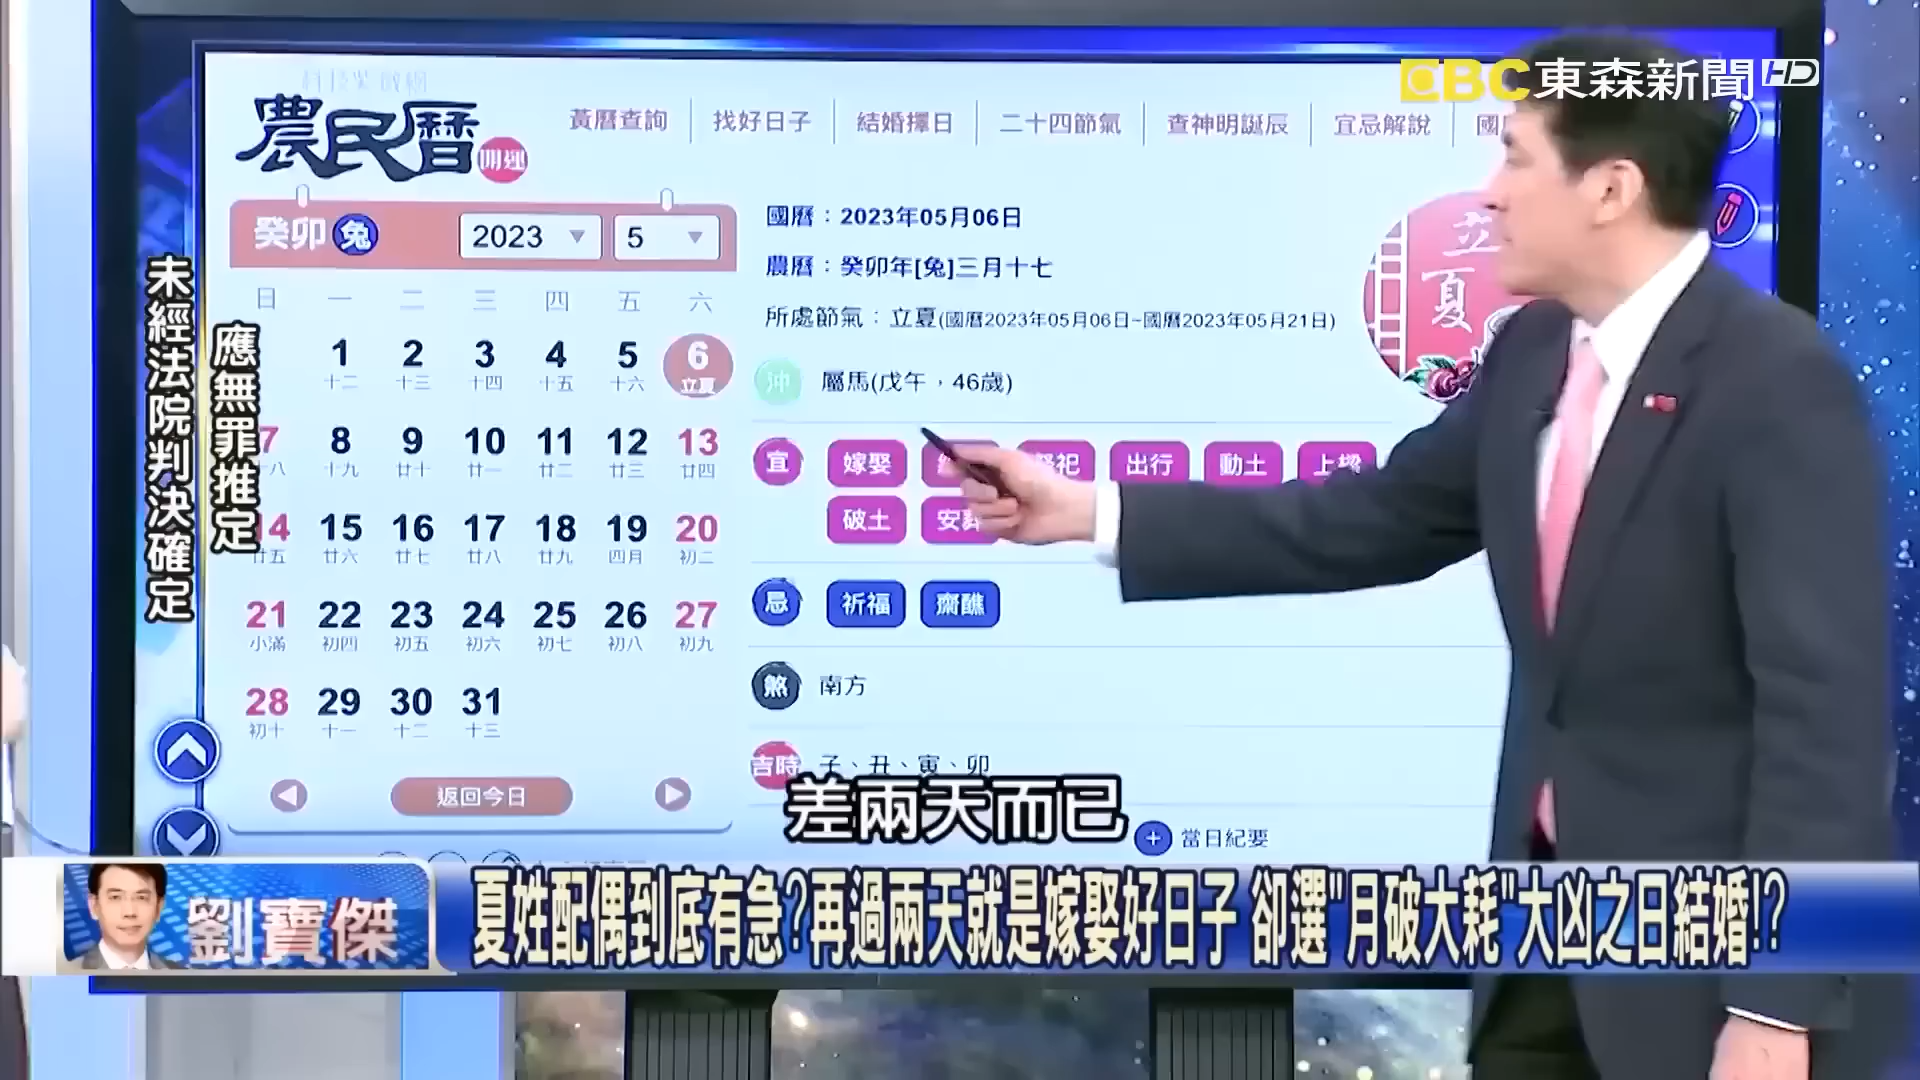 EBC 東森新聞 HD
農民曆 開運
黃曆查詢 找好日子 結婚擇日 二十四節氣 查神明誕辰 宜忌解說
癸卯 兔 2023 5
日 一 二 三 四 五 六
1 2 3 4 5 6
十二 十三 十四 十五 十六 立夏
7 8 9 10 11 12 13
十八 十九 廿十 廿一 廿二 廿三 廿四
14 15 16 17 18 19 20
廿五 廿六 廿七 廿八 廿九 四月 初二
21 22 23 24 25 26 27
小滿 初四 初五 初六 初七 初八 初九
28 29 30 31
初十 十一 十二 十三
返回今日
國曆：2023年05月06日
農曆：癸卯年[兔]三月十七
所處節氣：立夏(國曆2023年05月06日~國曆2023年05月21日)
立夏
沖 屬馬(戊午，46歲)
宜 嫁娶 祭祀 出行 動土 上樑
破土 安葬
忌 祈福 齋醮
煞 南方
吉時 子、丑、寅、卯
當日紀要
未經法院判決確定
應無罪推定
差兩天而已
劉寶傑
夏姓配偶到底有急?再過兩天就是嫁娶好日子 卻選"月破大耗"大凶之日結婚!?